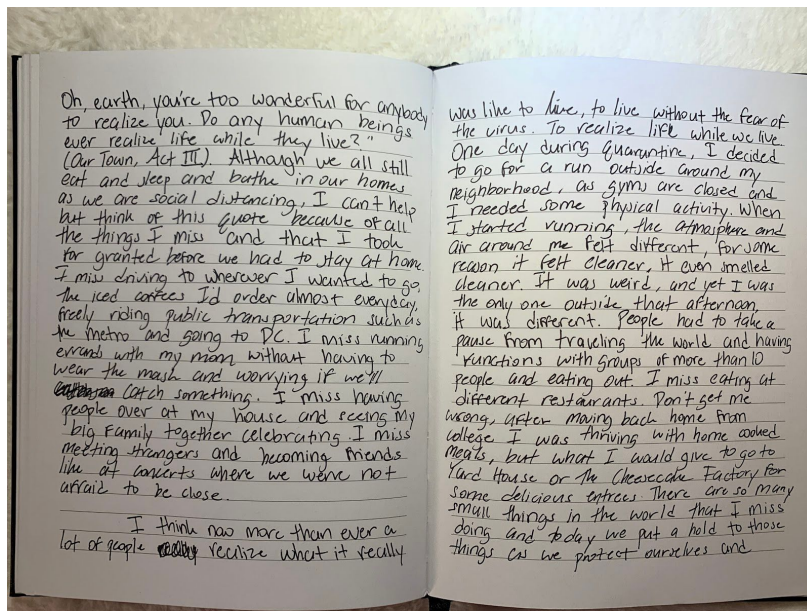 Oh, earth, you're too wonderful for anybody
to realize you. Do any human beings
ever realize life while they live?"
(Our Town, Act III). Although we all still
eat and sleep and bathe in our homes
as we are social distancing, I can't help
but think of this quote because of all
the things I miss and that I took
for granted before we had to stay at home.
I miss driving to wherever I wanted to go,
the iced coffees I'd order almost everyday,
freely riding public transportation such as
the metro and going to DC. I miss running
errands with my mom without having to
wear the mask and worrying if we'll
catch something. I miss having
people over at my house and seeing my
big family together celebrating. I miss
meeting strangers and becoming friends
like at concerts where we were not
afraid to be close.
I think now more than ever a
lot of people realize what it really
was like to live, to live without the fear of
the virus. To realize life while we live.
One day during quarantine, I decided
to go for a run outside around my
neighborhood, as gyms are closed and
I needed some physical activity. When
I started running, the atmosphere and
air around me felt different, for some
reason it felt cleaner, it even smelled
cleaner. It was weird, and yet I was
the only one outside that afternoon,
it was different. People had to take a
pause from traveling the world and having
functions with groups of more than 10
people and eating out. I miss eating at
different restaurants. Don't get me
wrong, after moving back home from
college I was thriving with home cooked
meals, but what I would give to go to
Yard House or the Cheesecake Factory for
some delicious entrees. There are so many
small things in the world that I miss
doing and today we put a hold to those
things as we protect ourselves and